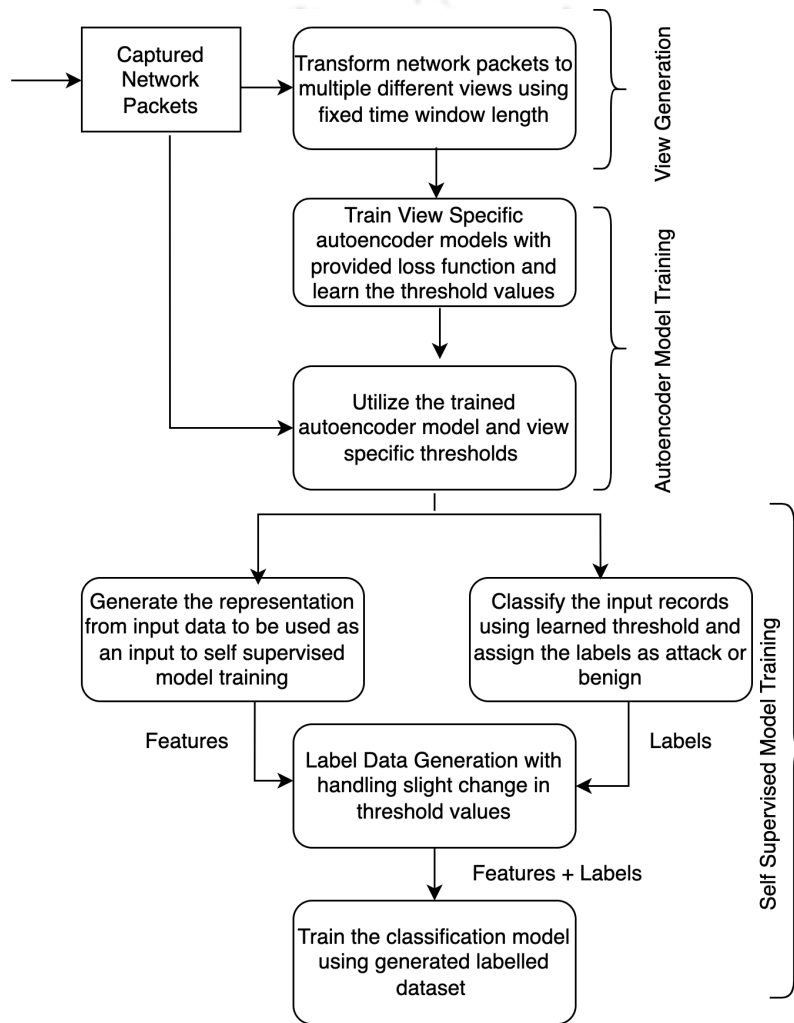 Captured
Network
Packets
Transform network packets to
multiple different views using
fixed time window length
View Generation
Train View Specific
autoencoder models with
provided loss function and
learn the threshold values
Autoencoder Model Training
Utilize the trained
autoencoder model and view
specific thresholds
Generate the representation
from input data to be used as
an input to self supervised
model training
Classify the input records
using learned threshold and
assign the labels as attack or
benign
Self Supervised Model Training
Features
Labels
Label Data Generation with
handling slight change in
threshold values
Features + Labels
Train the classification model
using generated labelled
dataset